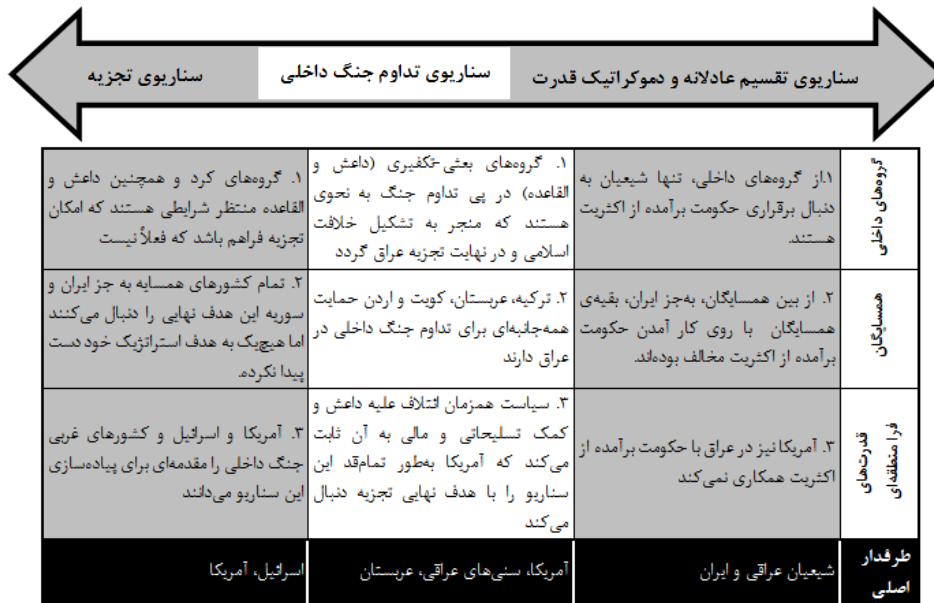 سناریوی تقسیم عادلانه و دموکراتیک قدرت
سناریوی تداوم جنگ داخلی
سناریوی تجزیه
گروه‌های داخلی
۱.از گروه‌های داخلی، تنها شیعیان به
دنبال برقراری حکومت برآمده از اکثریت
هستند.
۱. گروه‌های بعثی-تکفیری (داعش و
القاعده) در پی تداوم جنگ به نحوی
هستند که منجر به تشکیل خلافت
اسلامی و در نهایت تجزیه عراق گردد
۱. گروه‌های کرد و همچنین داعش و
القاعده منتظر شرایطی هستند که امکان
تجزیه فراهم باشد که فعلاً نیست
همسایگان
۲. از بین همسایگان، به‌جز ایران، بقیه‌ی
همسایگان با روی کار آمدن حکومت
برآمده از اکثریت مخالف بوده‌اند.
۲. ترکیه، عربستان، کویت و اردن حمایت
همه‌جانبه‌ای برای تداوم جنگ داخلی در
عراق دارند
۲. تمام کشورهای همسایه به جز ایران و
سوریه این هدف نهایی را دنبال می‌کنند
اما هیچ‌یک به هدف استراتژیک خود دست
پیدا نکرده.
قدرت‌های
فرا منطقه‌ای
۳. آمریکا نیز در عراق با حکومت برآمده از
اکثریت همکاری نمی‌کند
۳. سیاست همزمان ائتلاف علیه داعش و
کمک تسلیحاتی و مالی به آن ثابت
می‌کند که آمریکا به‌طور تمام‌قد این
سناریو را با هدف نهایی تجزیه دنبال
می‌کند
۳. آمریکا و اسرائیل و کشورهای غربی
جنگ داخلی را مقدمه‌ای برای پیاده‌سازی
این سناریو می‌دانند
طرفدار
اصلی
شیعیان عراقی و ایران
آمریکا، سنی‌های عراقی، عربستان
اسرائیل، آمریکا